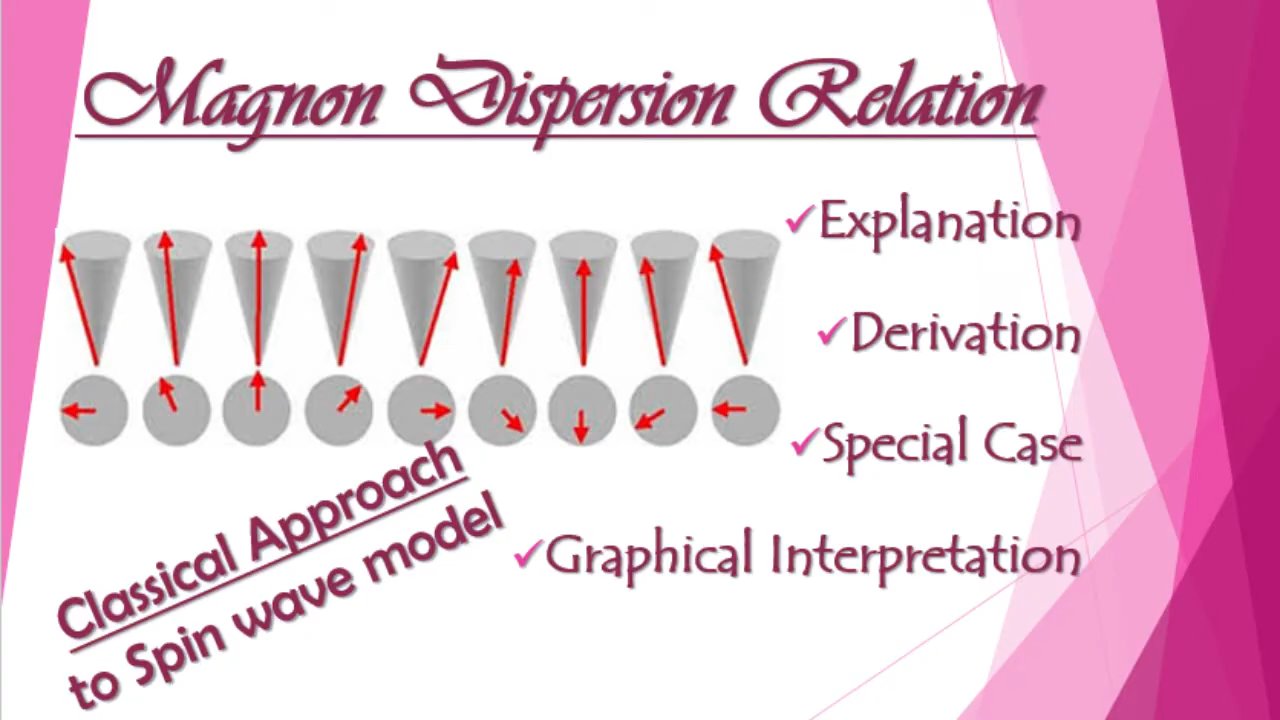 Magnon Dispersion Relation
✓Explanation
✓Derivation
✓Special Case
✓Graphical Interpretation
Classical Approach
to Spin wave model